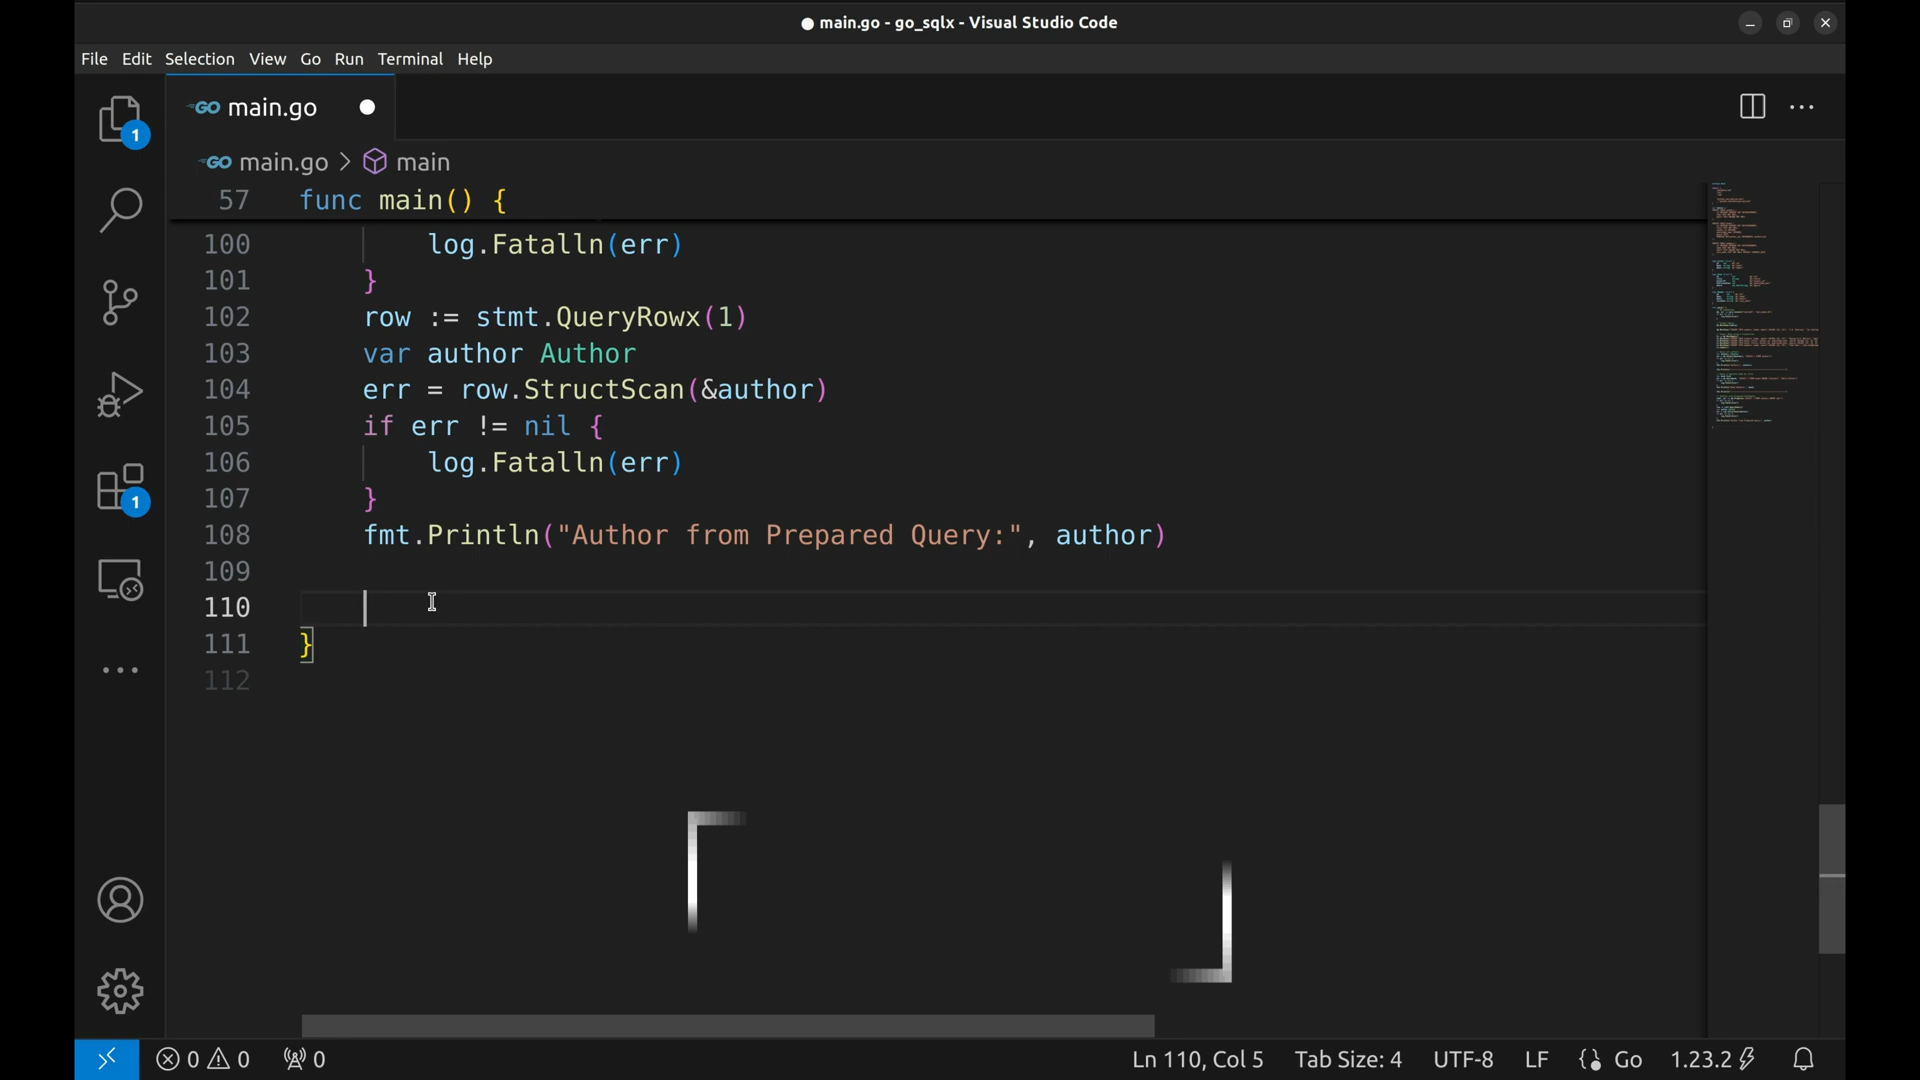 main.go - go_sqlx - Visual Studio Code
File Edit Selection View Go Run Terminal Help
GO main.go
GO main.go > main
57 func main() {
100 log.Fatalln(err)
101 }
102 row := stmt.QueryRowx(1)
103 var author Author
104 err = row.StructScan(&author)
105 if err != nil {
106 log.Fatalln(err)
107 }
108 fmt.Println("Author from Prepared Query:", author)
109
110
111 }
112
1
1
0 0 0 Ln 110, Col 5 Tab Size: 4 UTF-8 LF Go 1.23.2